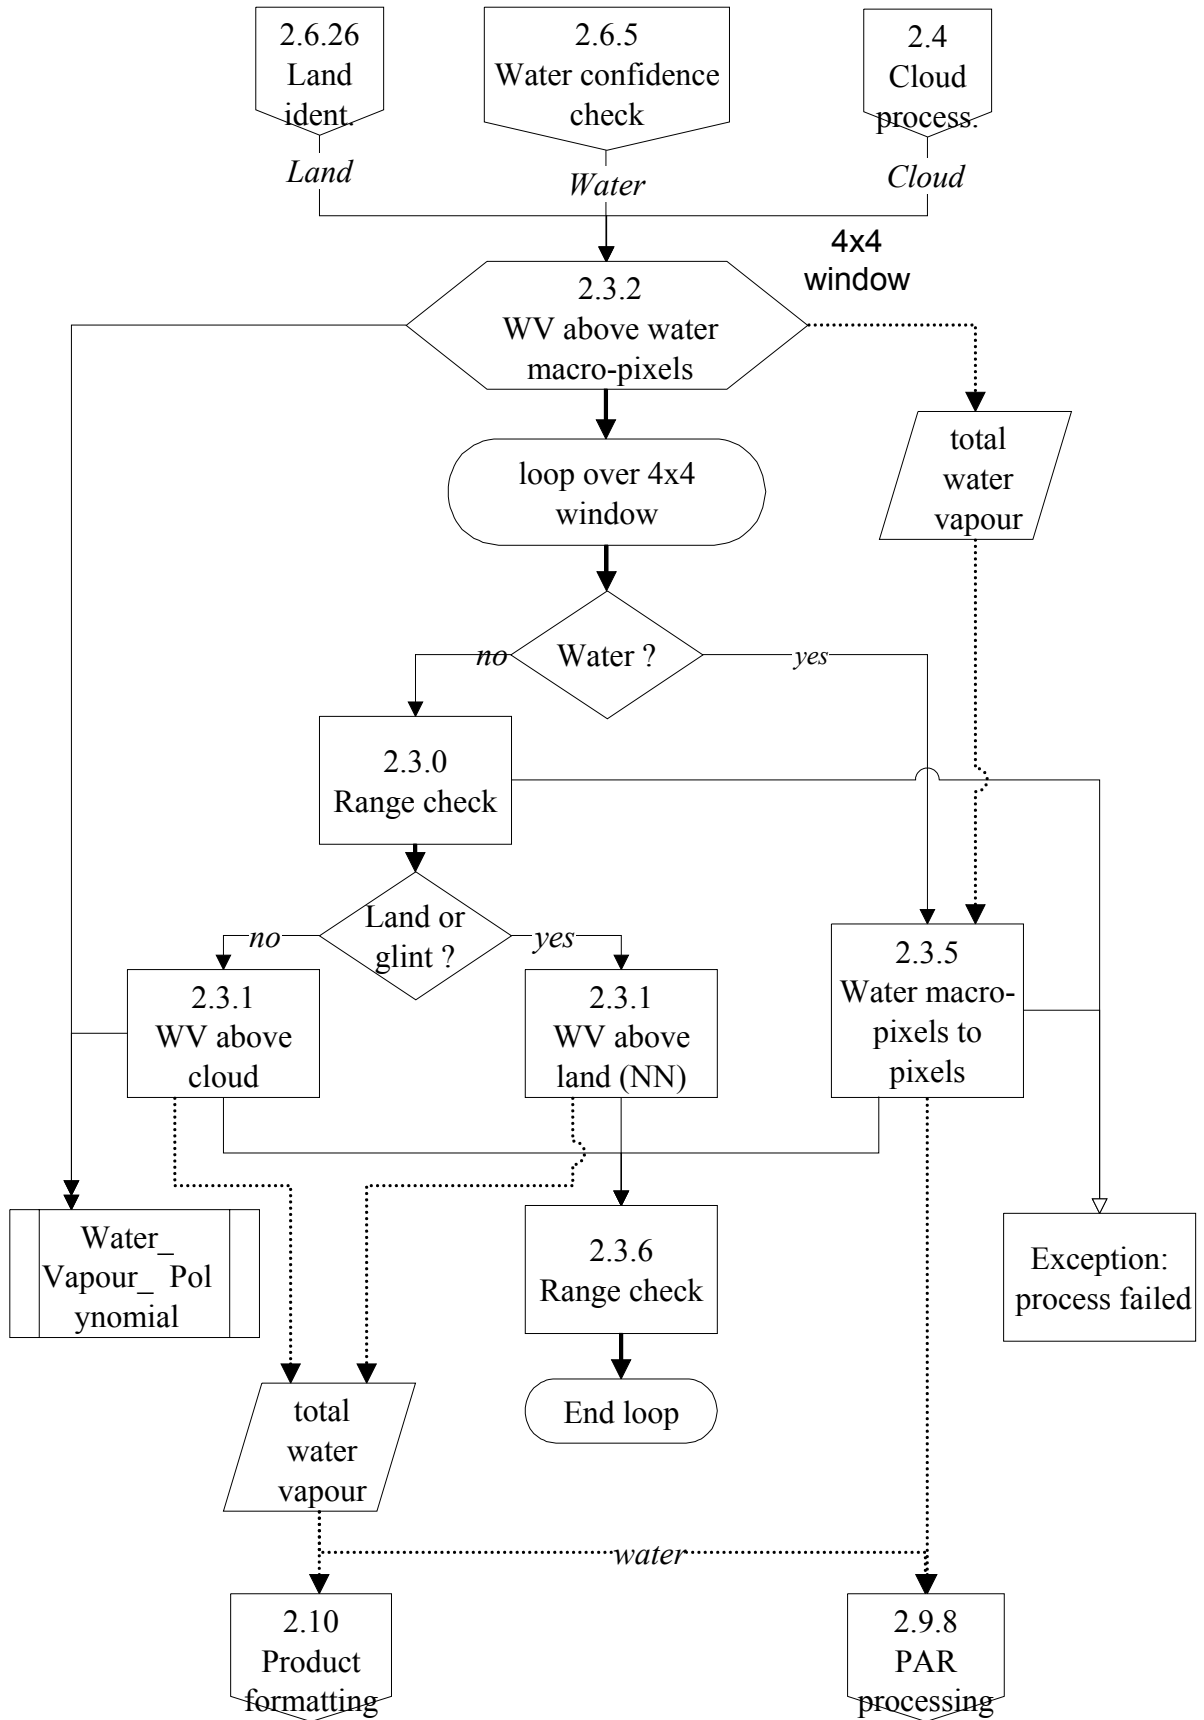 2.6.26
Land
ident.
2.6.5
Water confidence
check
2.4
Cloud
process.
Land
Water
Cloud
4x4
window
2.3.2
WV above water
macro-pixels
total
water
vapour
loop over 4x4
window
Water ?
no
yes
2.3.0
Range check
Land or
glint ?
no
yes
2.3.1
WV above
cloud
2.3.1
WV above
land (NN)
2.3.5
Water macro-
pixels to
pixels
Water_
Vapour_ Pol
ynomial
2.3.6
Range check
Exception:
process failed
End loop
total
water
vapour
water
2.10
Product
formatting
2.9.8
PAR
processing